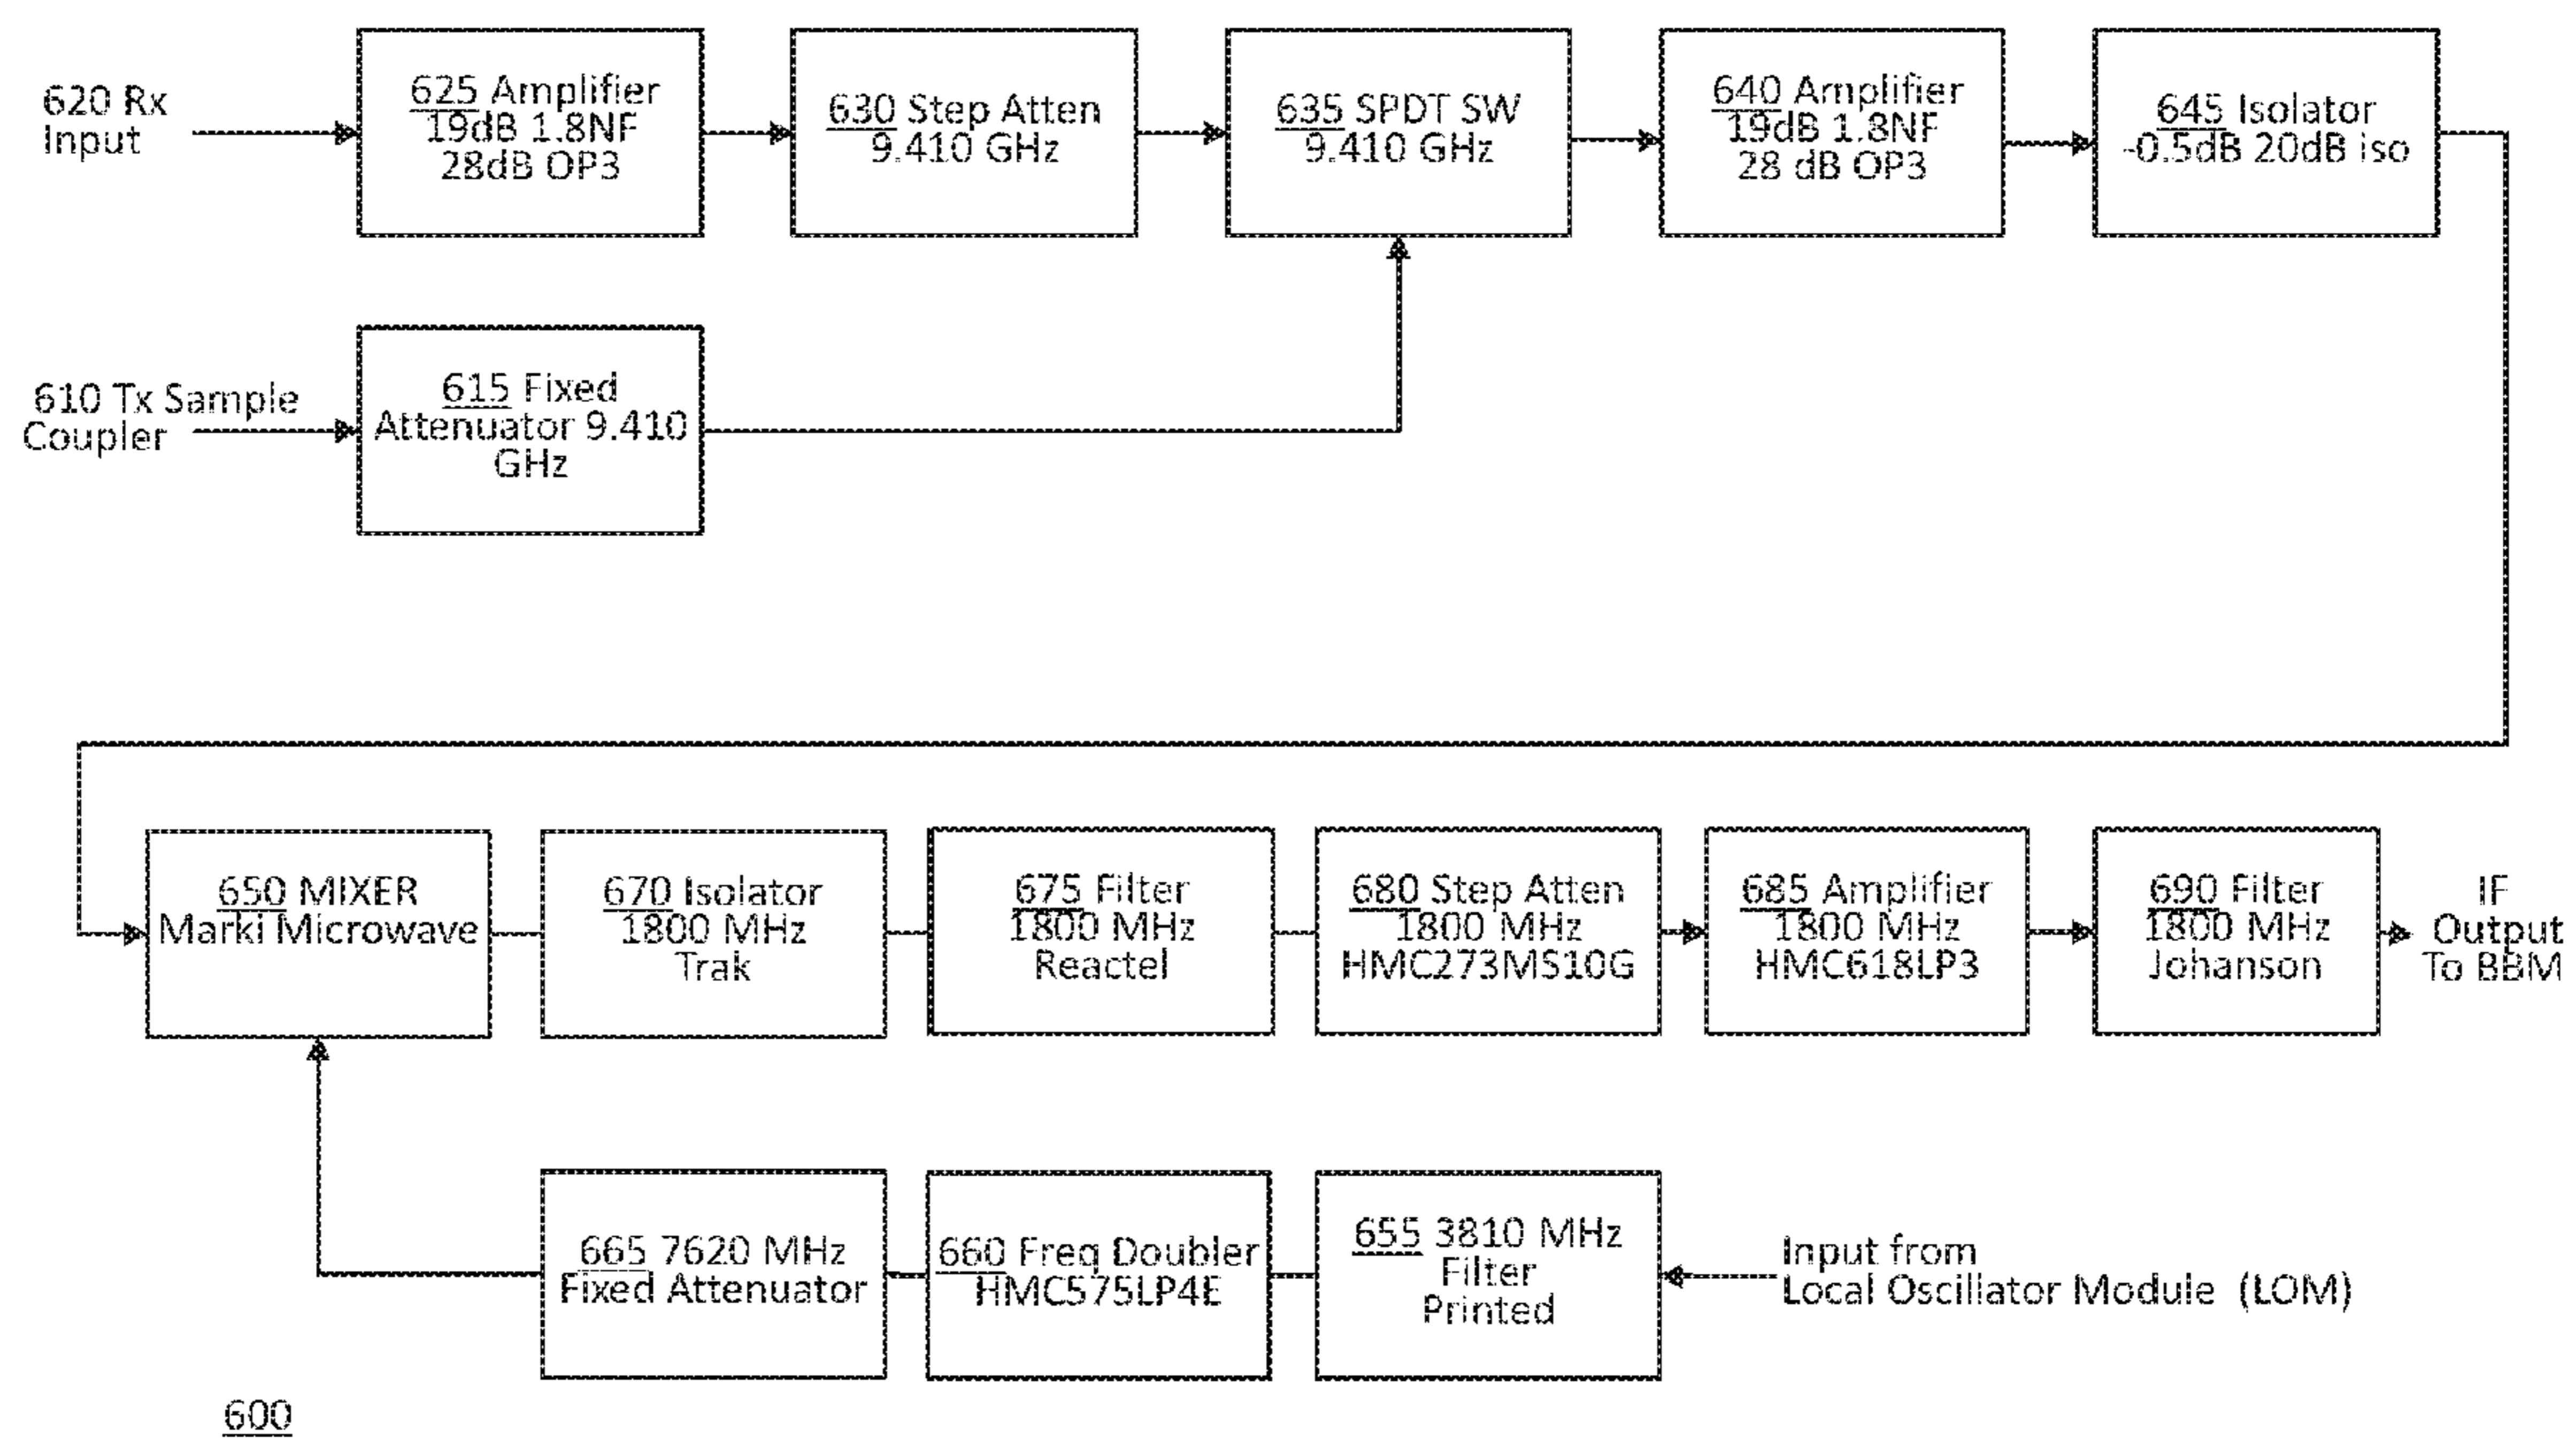 620 Rx
Input
625 Amplifier
19dB 1.8NF
28dB OP3
630 Step Atten
9.410 GHz
635 SPDT SW
9.410 GHz
640 Amplifier
19dB 1.8NF
28 dB OP3
645 Isolator
-0.5dB 20dB iso
610 Tx Sample
Coupler
615 Fixed
Attenuator 9.410
GHz
650 MIXER
Marki Microwave
670 Isolator
1800 MHz
Trak
675 Filter
1800 MHz
Reactel
680 Step Atten
1800 MHz
HMC273MS10G
685 Amplifier
1800 MHz
HMC618LP3
690 Filter
1800 MHz
Johanson
IF
Output
To BBM
665 7620 MHz
Fixed Attenuator
660 Freq Doubler
HMC575LP4E
655 3810 MHz
Filter
Printed
Input from
Local Oscillator Module (LOM)
600